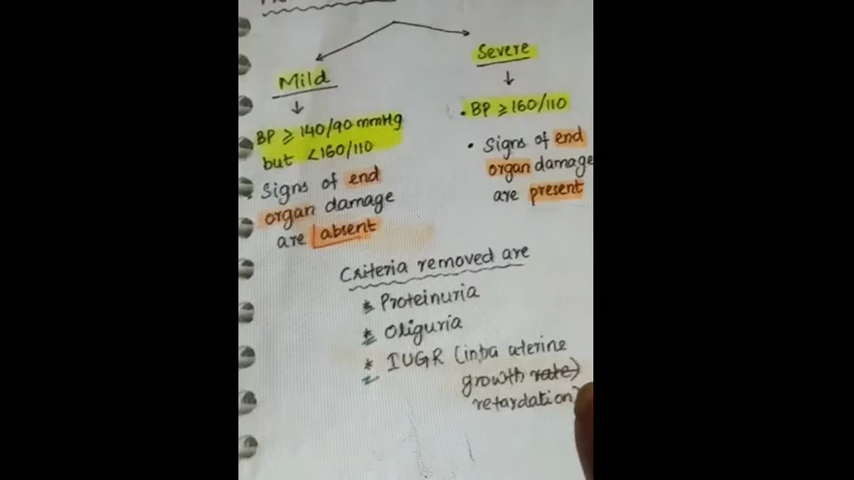 Mild
BP ≥ 140/90 mmHg
but <160/110
Signs of end
organ damage
are absent
Severe
• BP ≥ 160/110
• Signs of end
organ damage
are present
Criteria removed are
* Proteinuria
* Oliguria
* IUGR (intra uterine
growth rate)
retardation)